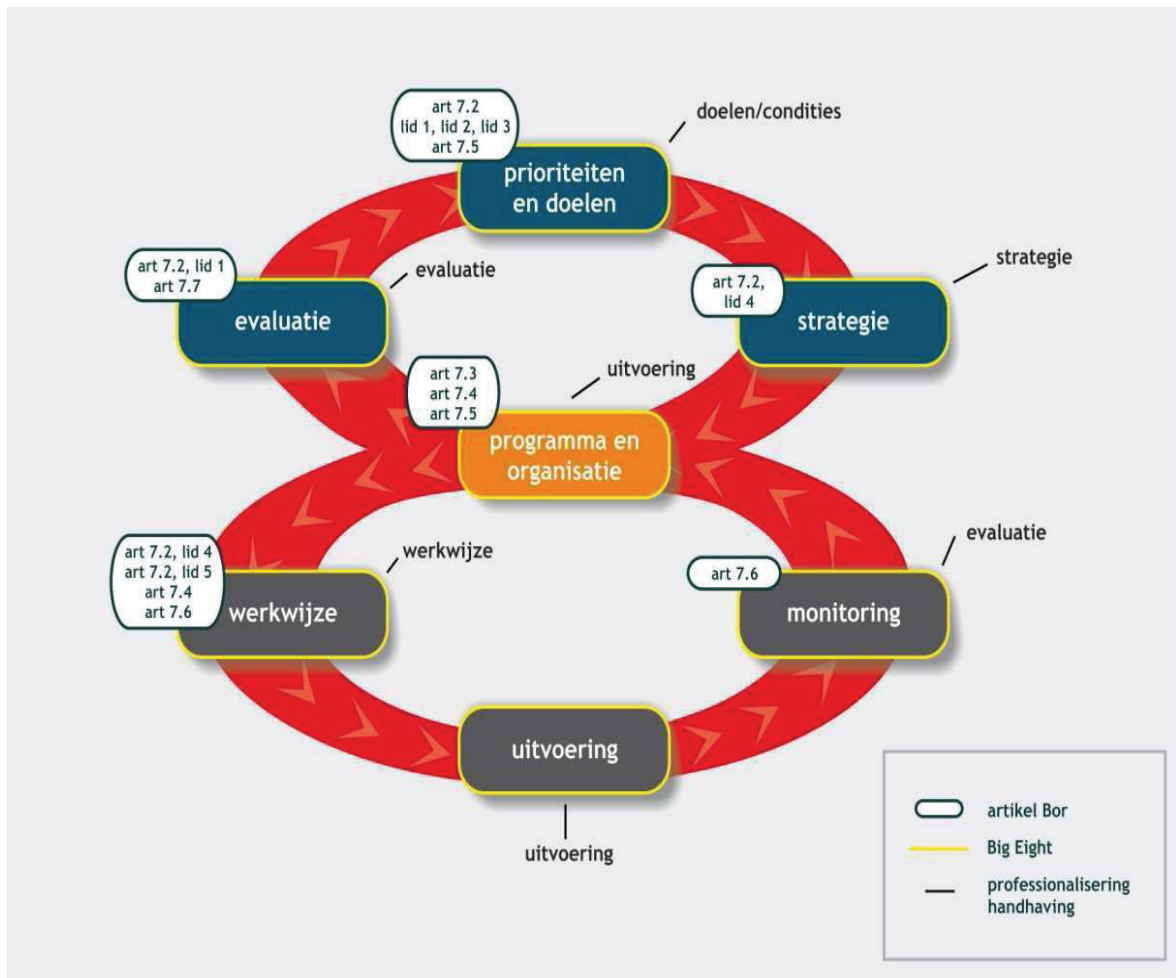 art 7.2
lid 1, lid 2, lid 3
art 7.5
doelen/condities
prioriteiten
en doelen
art 7.2, lid 1
art 7.7
evaluatie
evaluatie
strategie
art 7.2,
lid 4
strategie
art 7.3
art 7.4
art 7.5
uitvoering
programma en
organisatie
art 7.2, lid 4
art 7.2, lid 5
art 7.4
art 7.6
werkwijze
werkwijze
evaluatie
art 7.6
monitoring
uitvoering
uitvoering
artikel Bor
Big Eight
professionalisering
handhaving